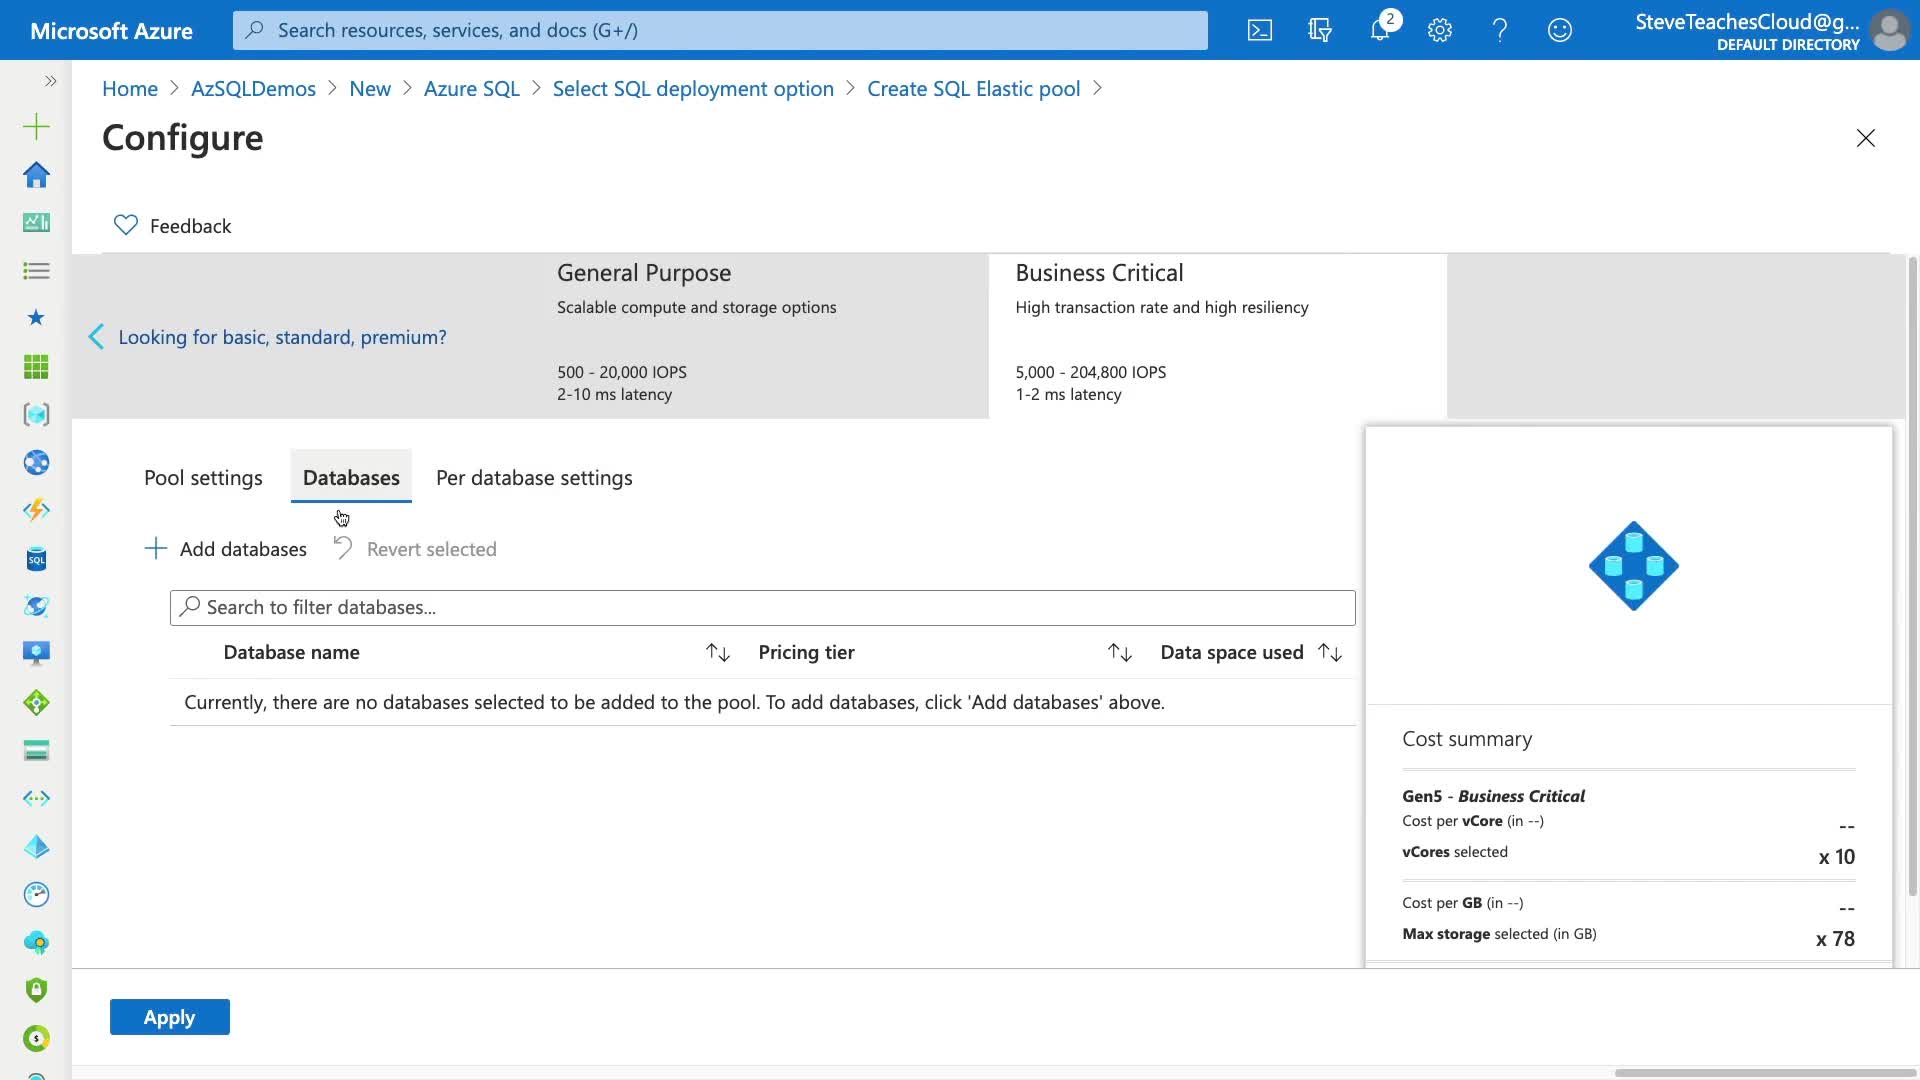 Microsoft Azure
Search resources, services, and docs (G+/)
2
SteveTeachesCloud@g...
DEFAULT DIRECTORY
Home > AzSQLDemos > New > Azure SQL > Select SQL deployment option > Create SQL Elastic pool >
Configure
Feedback
Looking for basic, standard, premium?
General Purpose
Scalable compute and storage options
500 - 20,000 IOPS
2-10 ms latency
Business Critical
High transaction rate and high resiliency
5,000 - 204,800 IOPS
1-2 ms latency
Pool settings
Databases
Per database settings
Add databases
Revert selected
Search to filter databases...
Database name
Pricing tier
Data space used
Currently, there are no databases selected to be added to the pool. To add databases, click 'Add databases' above.
Cost summary
Gen5 - Business Critical
Cost per vCore (in --)
--
vCores selected
x 10
Cost per GB (in --)
--
Max storage selected (in GB)
x 78
Apply
SQL